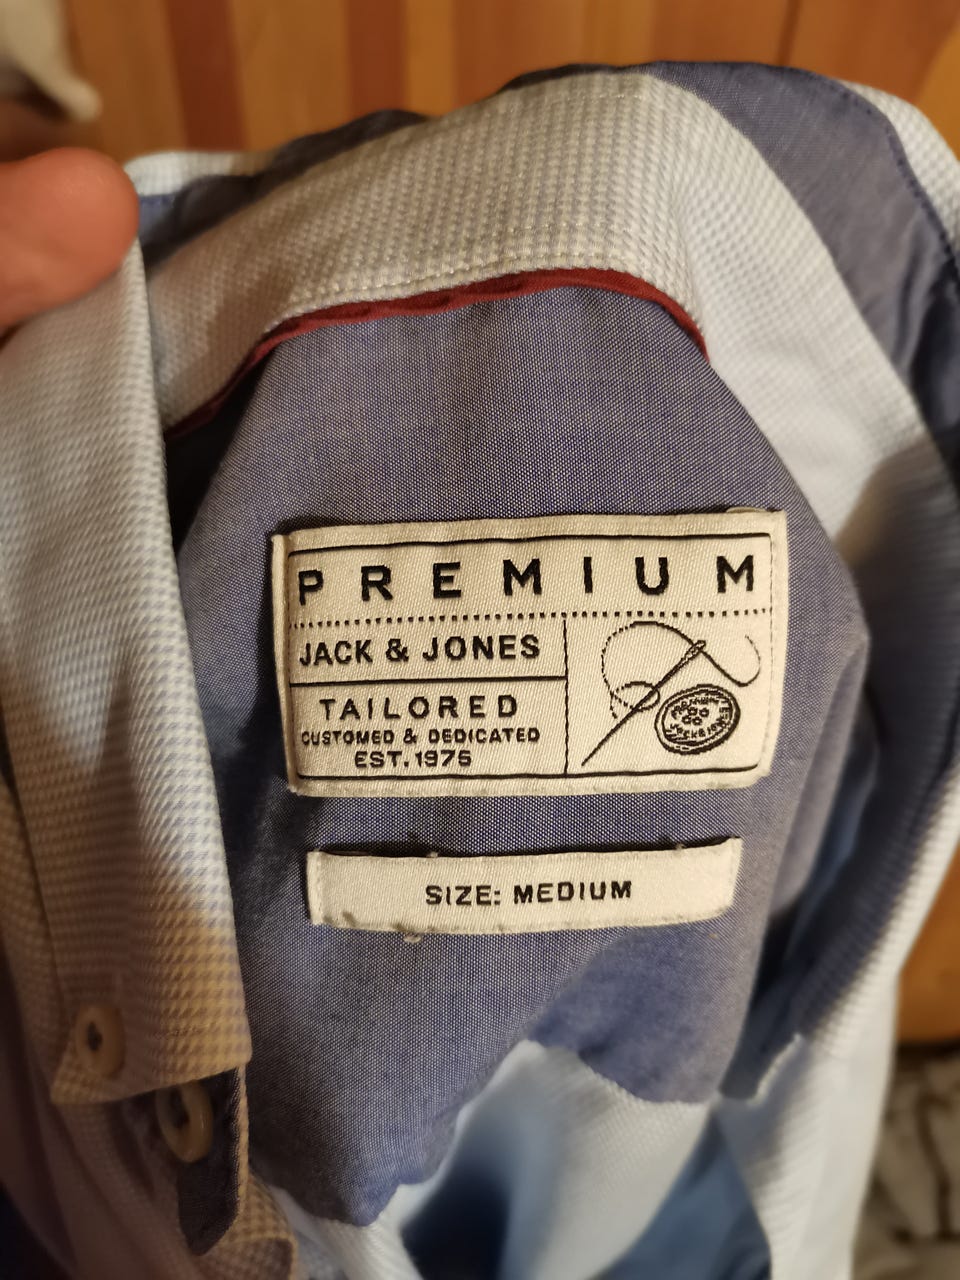 PREMIUM
JACK & JONES
TAILORED
CUSTOMED & DEDICATED
EST. 1975
SIZE: MEDIUM